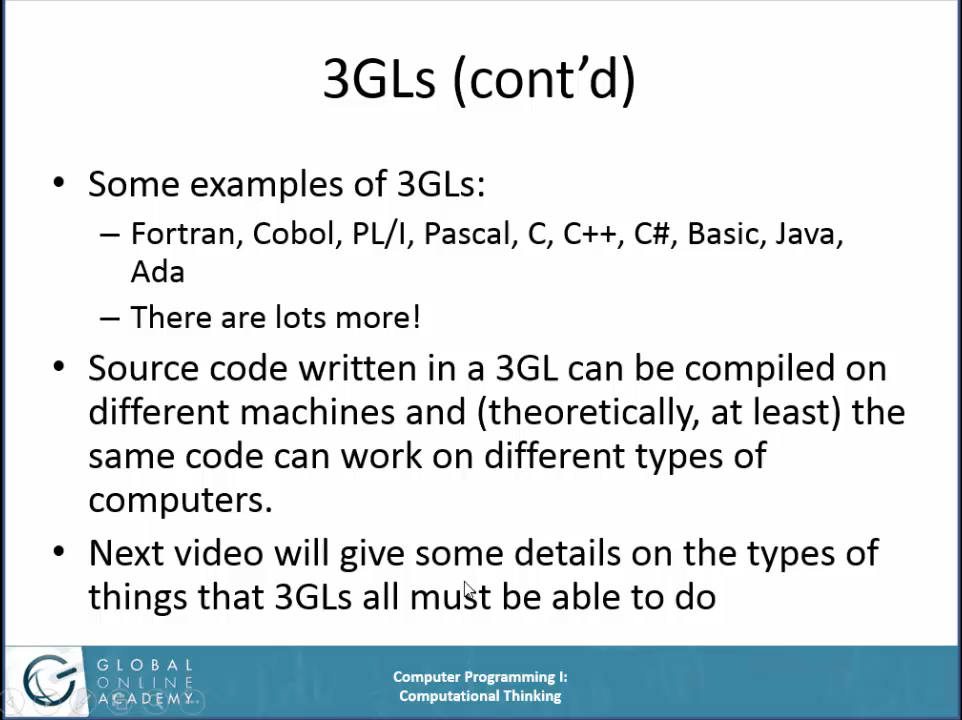 3GLs (cont’d)
• Some examples of 3GLs:
– Fortran, Cobol, PL/I, Pascal, C, C++, C#, Basic, Java,
Ada
– There are lots more!
• Source code written in a 3GL can be compiled on
different machines and (theoretically, at least) the
same code can work on different types of
computers.
• Next video will give some details on the types of
things that 3GLs all must be able to do
GLOBAL
ONLINE
ACADEMY
Computer Programming I:
Computational Thinking